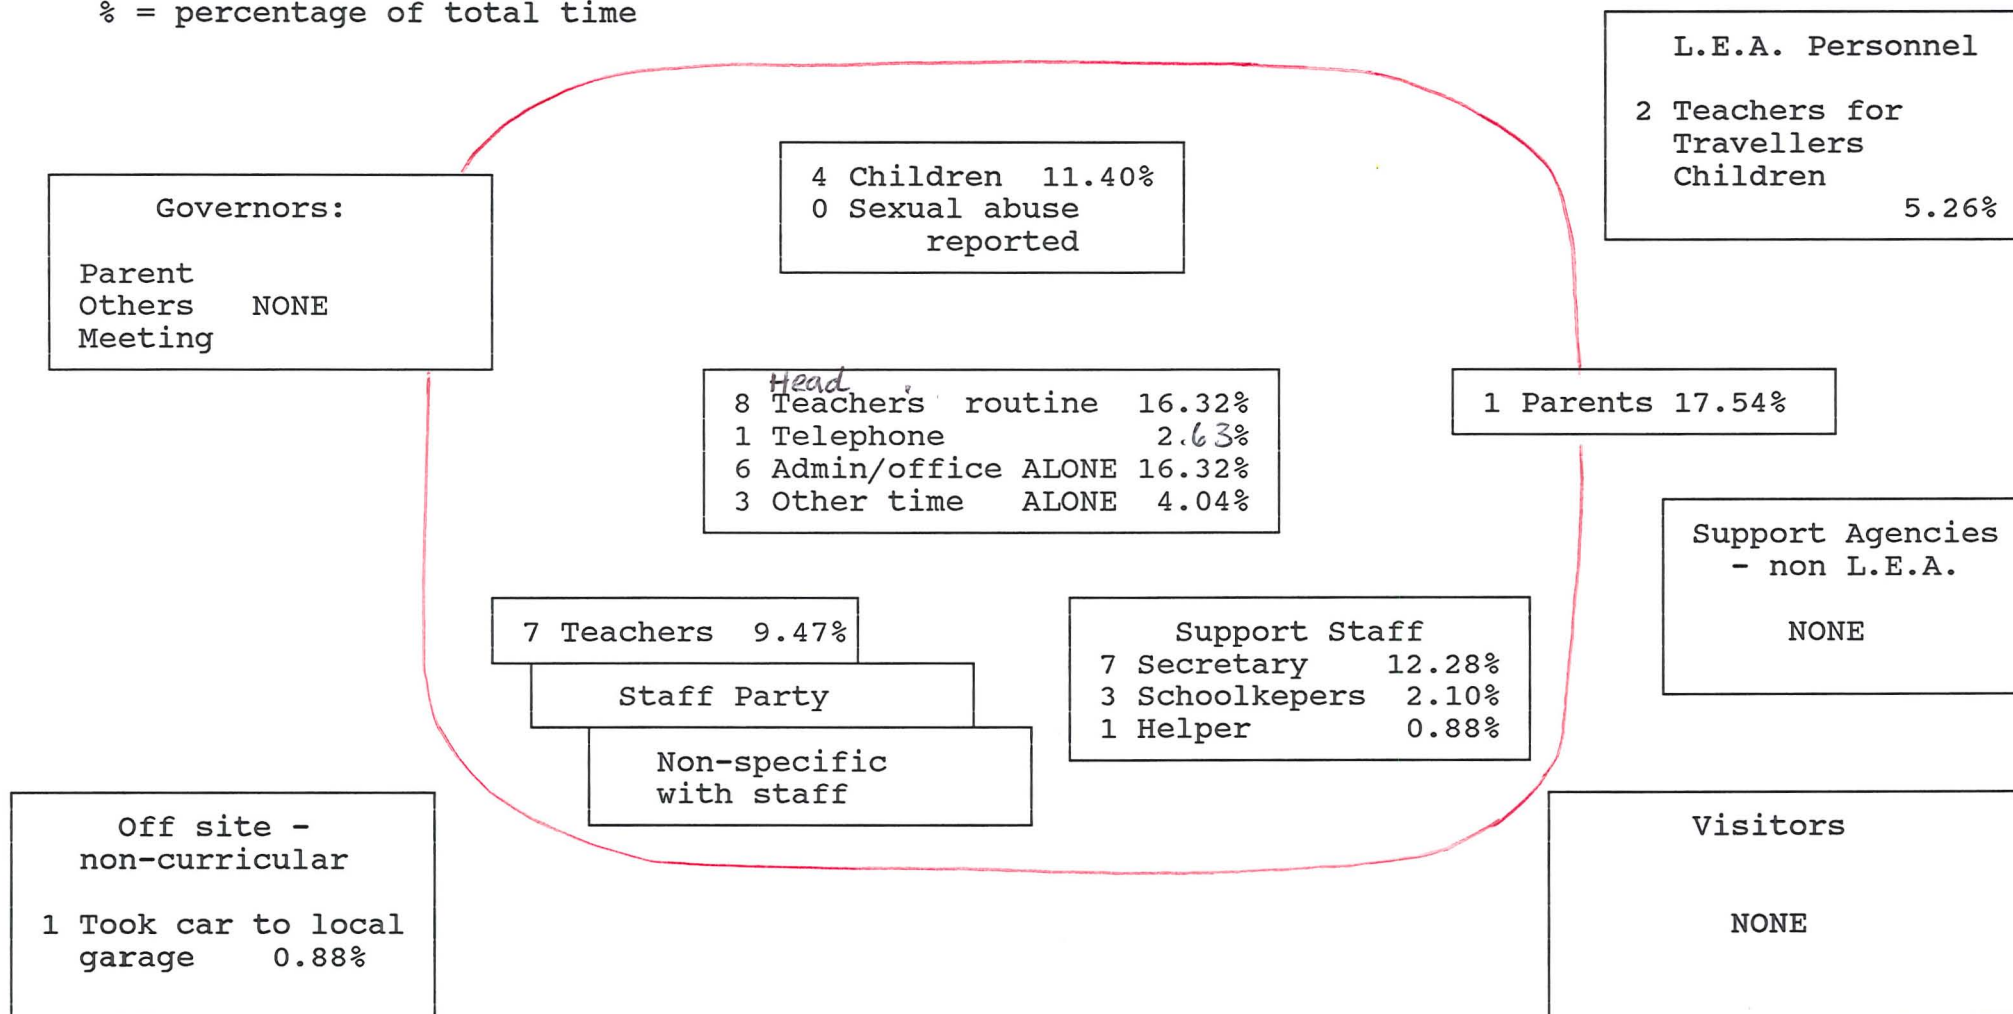 % = percentage of total time
L.E.A. Personnel
2 Teachers for
Travellers
Children
5.26%
4 Children 11.40%
0 Sexual abuse
reported
Governors:
Parent
Others NONE
Meeting
Head
8 Teacher's routine 16.32%
1 Telephone 2.63%
6 Admin/office ALONE 16.32%
3 Other time ALONE 4.04%
1 Parents 17.54%
Support Agencies
- non L.E.A.
NONE
7 Teachers 9.47%
Staff Party
Non-specific
with staff
Support Staff
7 Secretary 12.28%
3 Schoolkepers 2.10%
1 Helper 0.88%
Off site -
non-curricular
1 Took car to local
garage 0.88%
Visitors
NONE